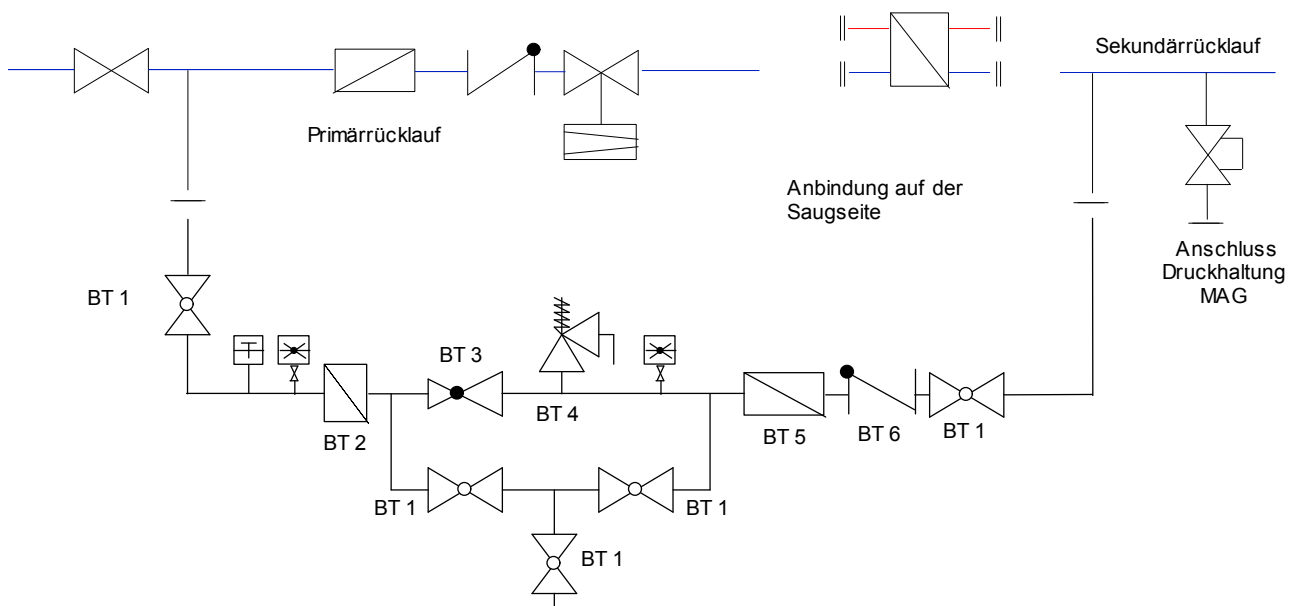 Sekundärrücklauf
Primärrücklauf
Anbindung auf der
Saugseite
Anschluss
Druckhaltung
MAG
BT 1
T
BT 3
BT 4
BT 2
BT 5
BT 6
BT 1
BT 1
BT 1
BT 1